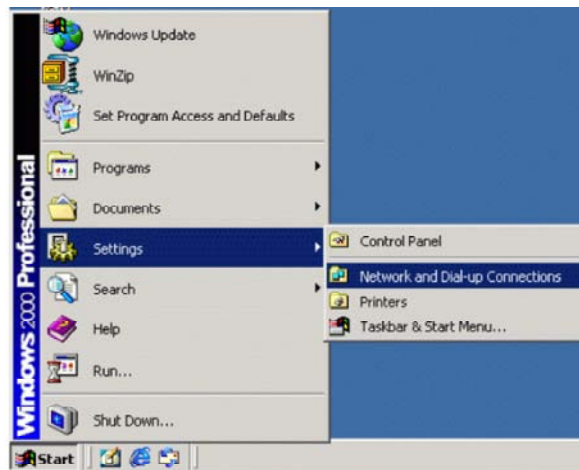 Windows Update
WinZip
Set Program Access and Defaults
Programs
Documents
Settings
Search
Help
Run...
Shut Down...
Windows 2000 Professional
Control Panel
Network and Dial-up Connections
Printers
Taskbar & Start Menu...
Start